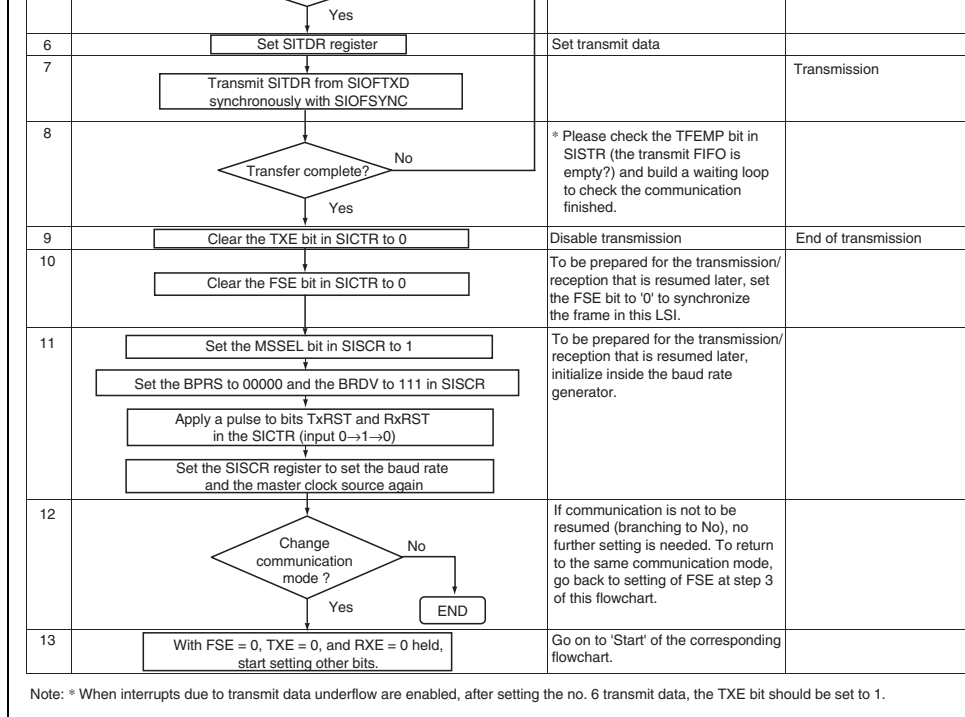 Yes
6
Set SITDR register
Set transmit data
7
Transmit SITDR from SIOFTXD
synchronously with SIOFSYNC
Transmission
8
Transfer complete?
No
Yes
* Please check the TFEMP bit in
SISTR (the transmit FIFO is
empty?) and build a waiting loop
to check the communication
finished.
9
Clear the TXE bit in SICTR to 0
Disable transmission
End of transmission
10
Clear the FSE bit in SICTR to 0
To be prepared for the transmission/
reception that is resumed later, set
the FSE bit to '0' to synchronize
the frame in this LSI.
11
Set the MSSEL bit in SISCR to 1
Set the BPRS to 00000 and the BRDV to 111 in SISCR
Apply a pulse to bits TxRST and RxRST
in the SICTR (input 0→1→0)
Set the SISCR register to set the baud rate
and the master clock source again
To be prepared for the transmission/
reception that is resumed later,
initialize inside the baud rate
generator.
12
Change
communication
mode ?
No
Yes
END
If communication is not to be
resumed (branching to No), no
further setting is needed. To return
to the same communication mode,
go back to setting of FSE at step 3
of this flowchart.
13
With FSE = 0, TXE = 0, and RXE = 0 held,
start setting other bits.
Go on to 'Start' of the corresponding
flowchart.
Note: * When interrupts due to transmit data underflow are enabled, after setting the no. 6 transmit data, the TXE bit should be set to 1.